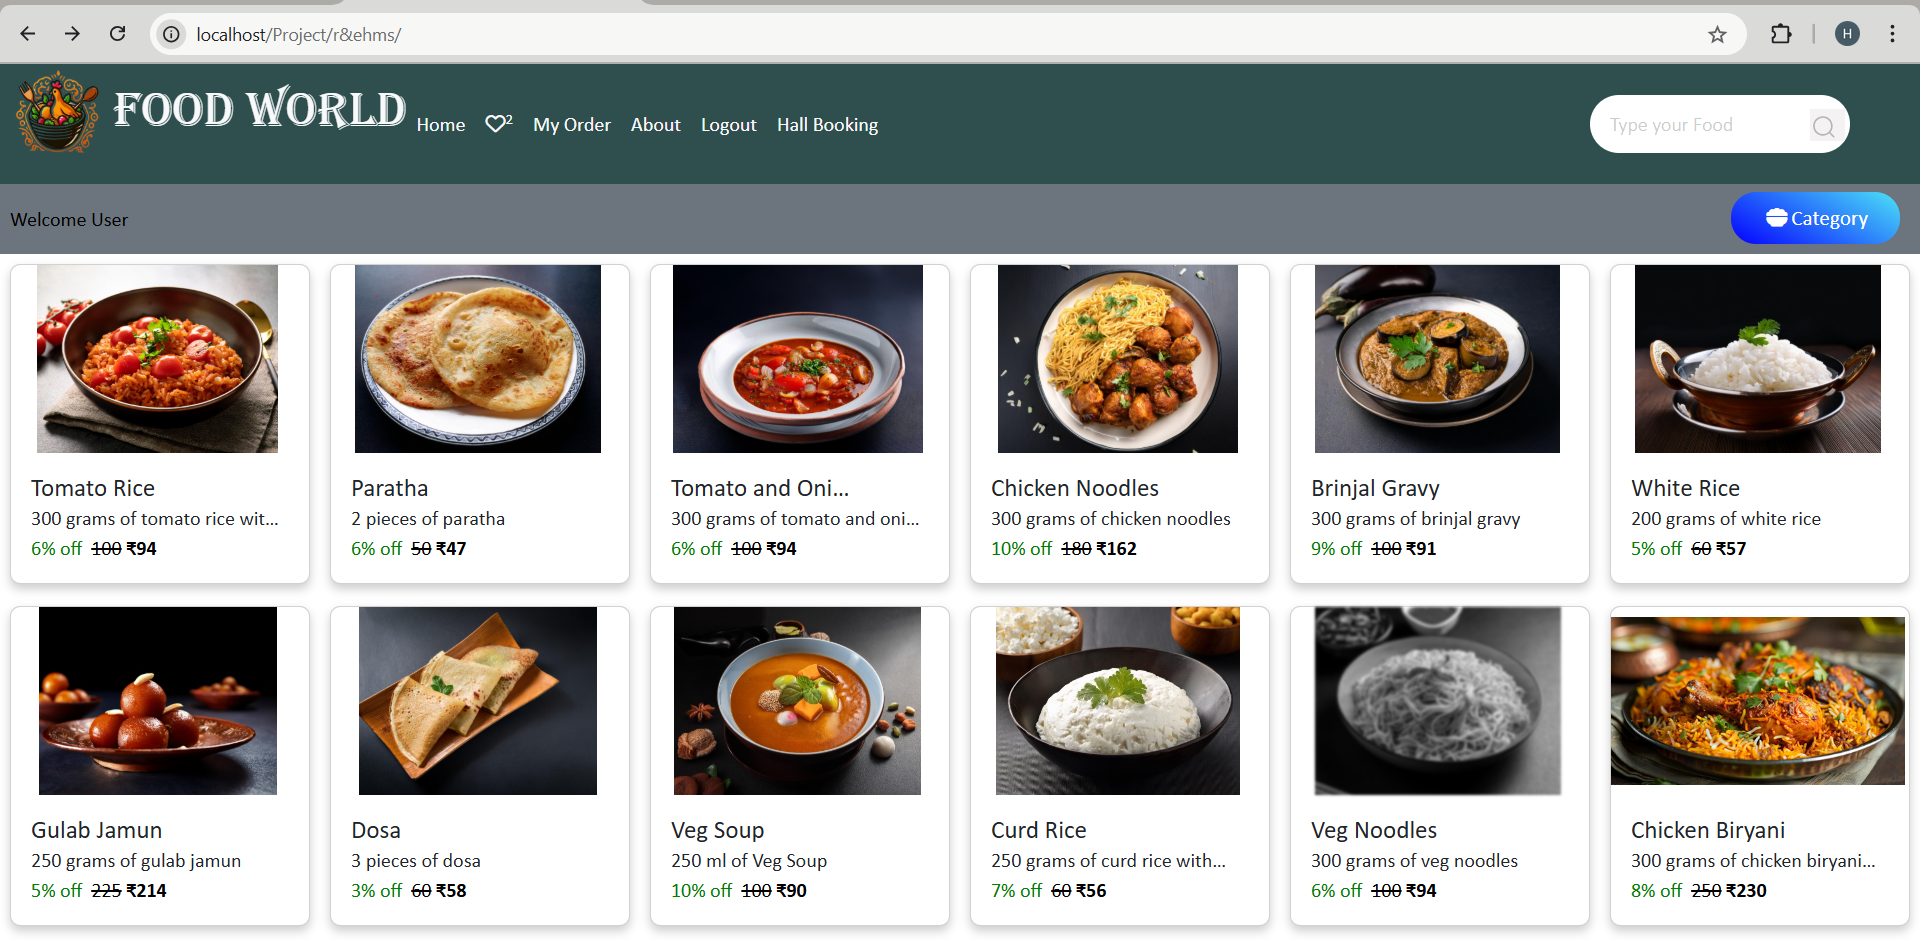 localhost/Project/r&ehms/
H
FOOD WORLD
Home
2
My Order
About
Logout
Hall Booking
Type your Food
Welcome User
Category
Tomato Rice
300 grams of tomato rice wit...
6% off 100 ₹94
Paratha
2 pieces of paratha
6% off 50 ₹47
Tomato and Oni...
300 grams of tomato and oni...
6% off 100 ₹94
Chicken Noodles
300 grams of chicken noodles
10% off 180 ₹162
Brinjal Gravy
300 grams of brinjal gravy
9% off 100 ₹91
White Rice
200 grams of white rice
5% off 60 ₹57
Gulab Jamun
250 grams of gulab jamun
5% off 225 ₹214
Dosa
3 pieces of dosa
3% off 60 ₹58
Veg Soup
250 ml of Veg Soup
10% off 100 ₹90
Curd Rice
250 grams of curd rice with...
7% off 60 ₹56
Veg Noodles
300 grams of veg noodles
6% off 100 ₹94
Chicken Biryani
300 grams of chicken biryani...
8% off 250 ₹230